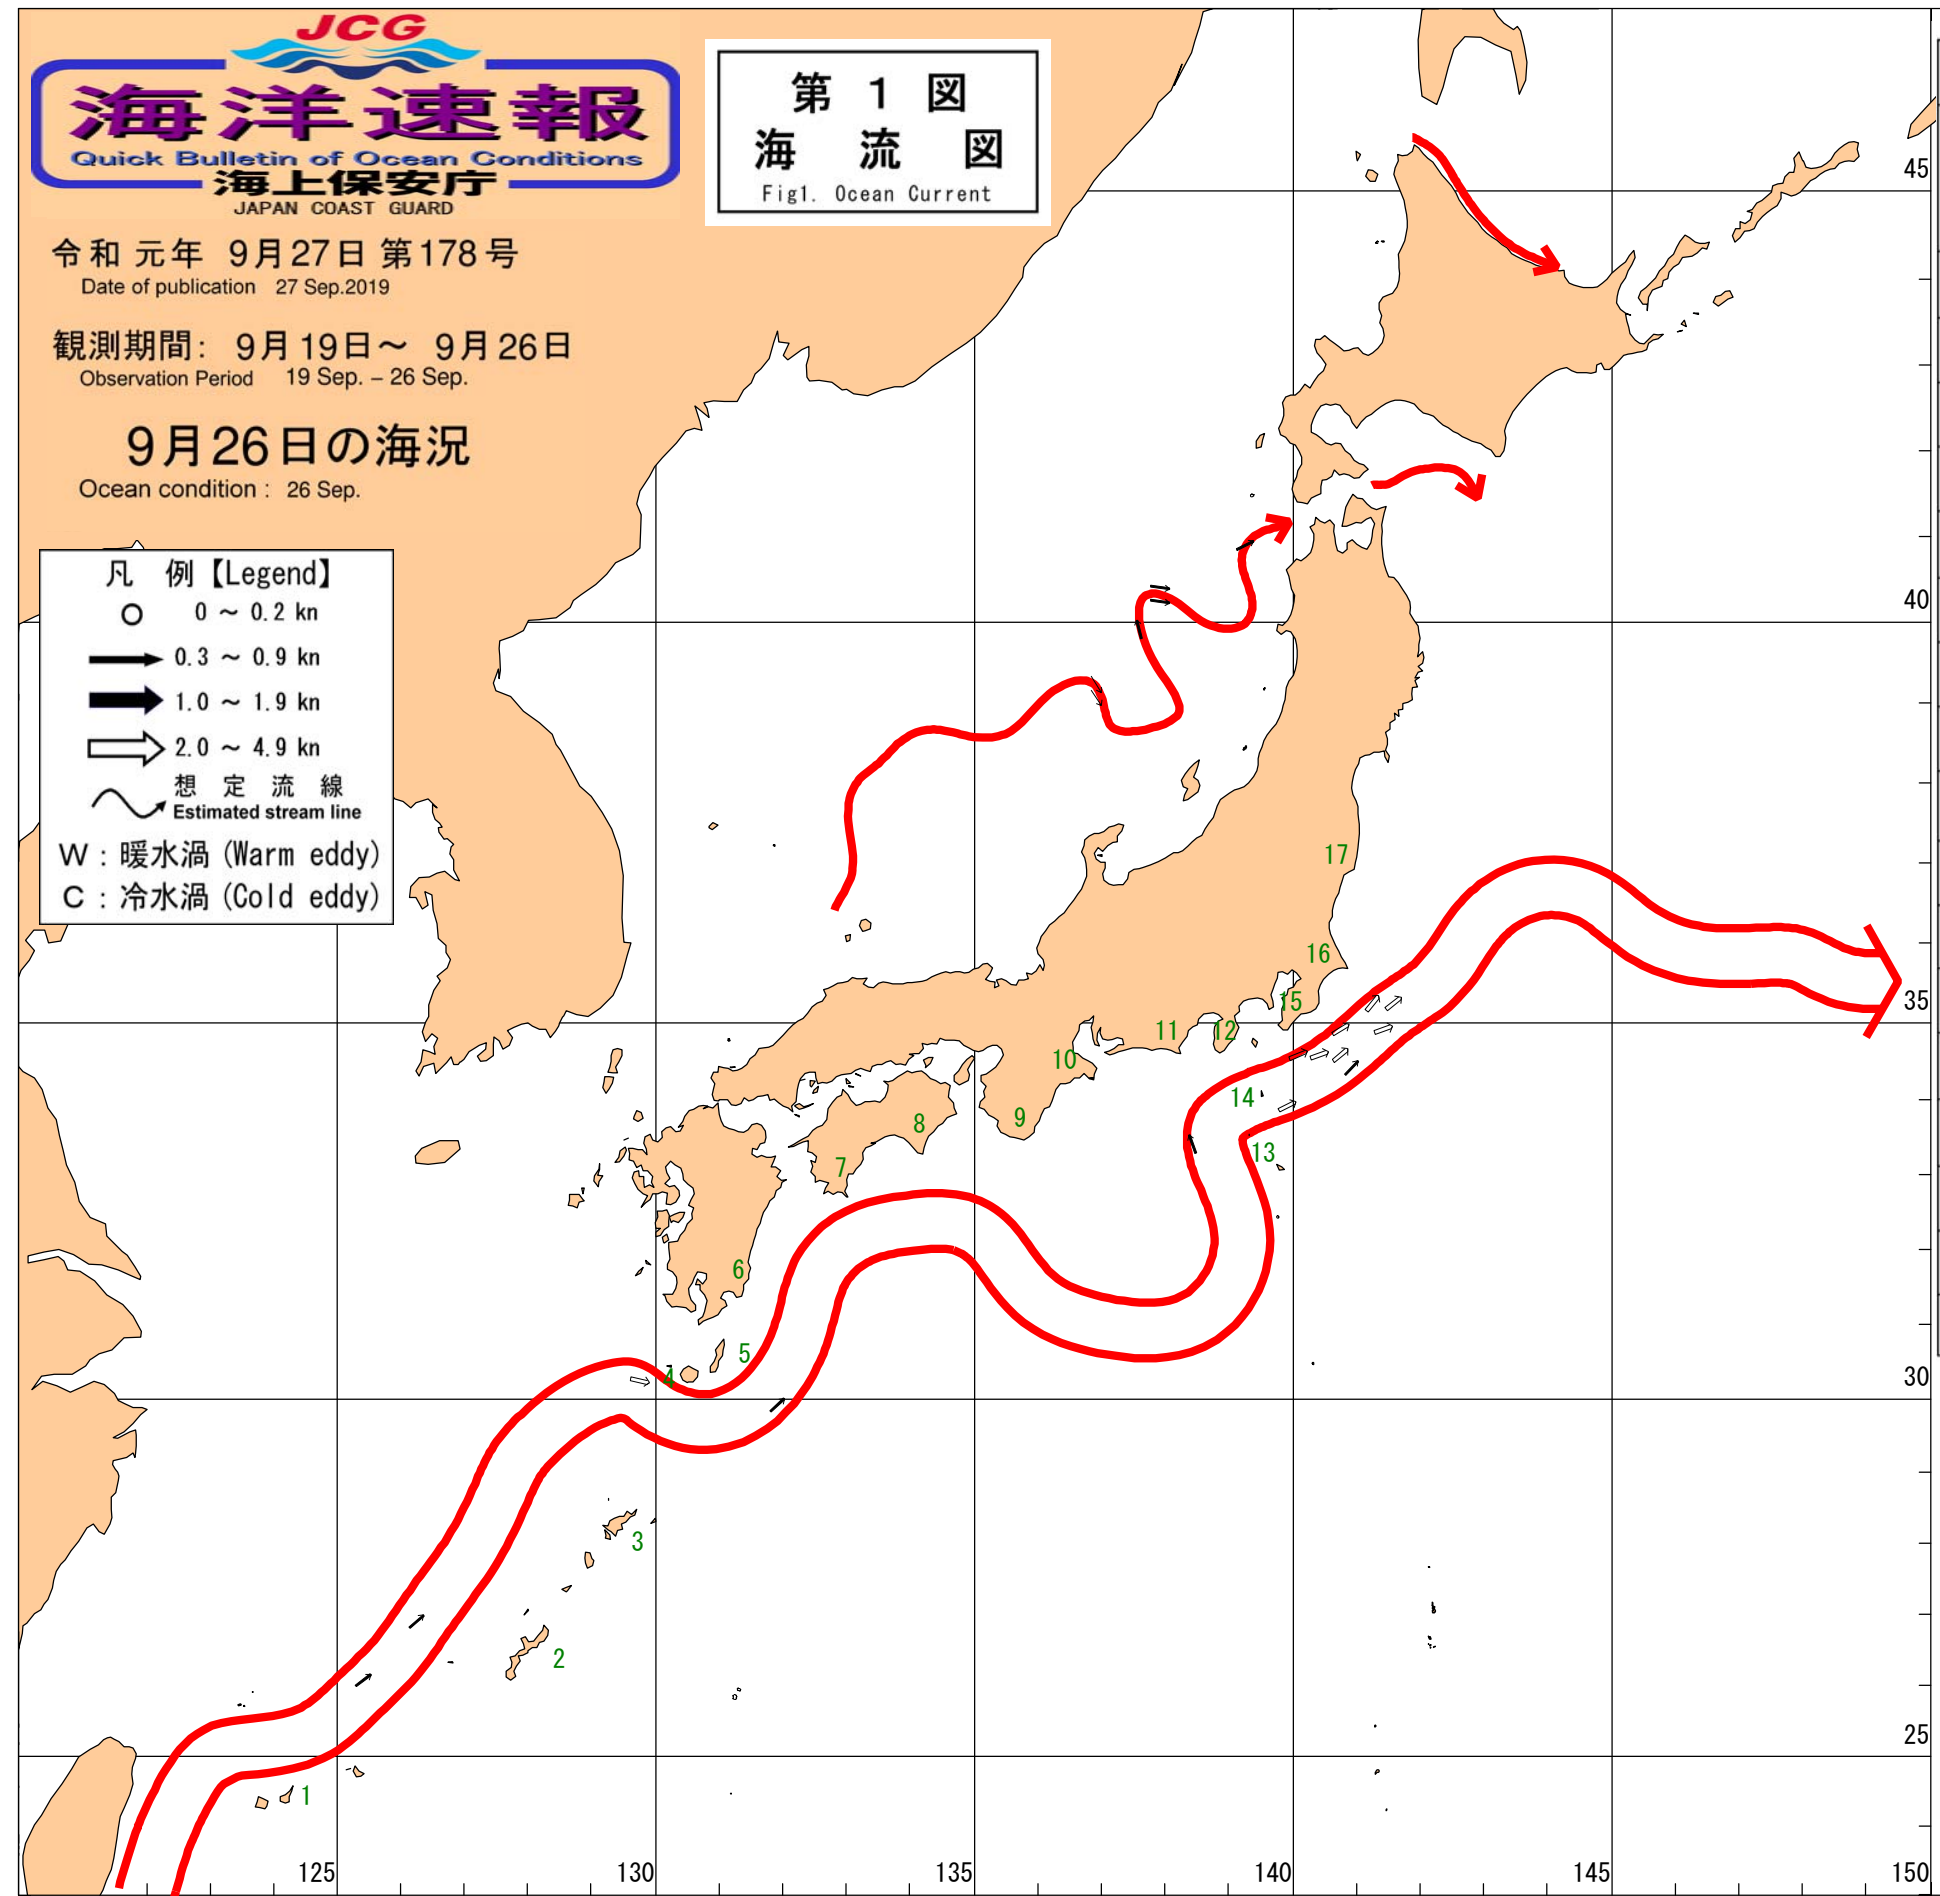 JCG
海洋速報
Quick Bulletin of Ocean Conditions
海上保安庁
JAPAN COAST GUARD
第 1 図
海 流 図
Fig1. Ocean Current
令和 元年 9月27日 第178号
Date of publication 27 Sep.2019
観測期間: 9月19日～ 9月26日
Observation Period 19 Sep. – 26 Sep.
9月26日の海況
Ocean condition : 26 Sep.
凡 例【Legend】
0 ～ 0.2 kn
0.3 ～ 0.9 kn
1.0 ～ 1.9 kn
2.0 ～ 4.9 kn
想 定 流 線
Estimated stream line
W : 暖水渦 (Warm eddy)
C : 冷水渦 (Cold eddy)
45
40
35
30
25
17
16
15
11
12
10
14
9
8
13
7
6
5
4
3
2
1
125
130
135
140
145
150